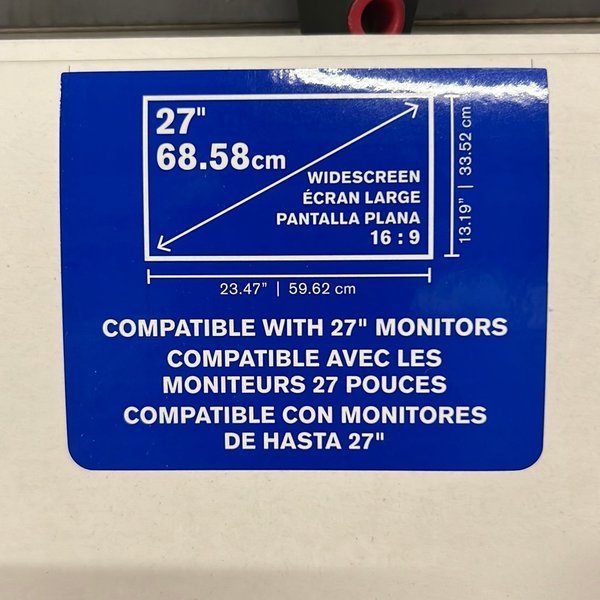 27"
68.58cm
WIDESCREEN
ÉCRAN LARGE
PANTALLA PLANA
16 : 9
13.19” | 33.52 cm
23.47” | 59.62 cm
COMPATIBLE WITH 27" MONITORS
COMPATIBLE AVEC LES
MONITEURS 27 POUCES
COMPATIBLE CON MONITORES
DE HASTA 27"